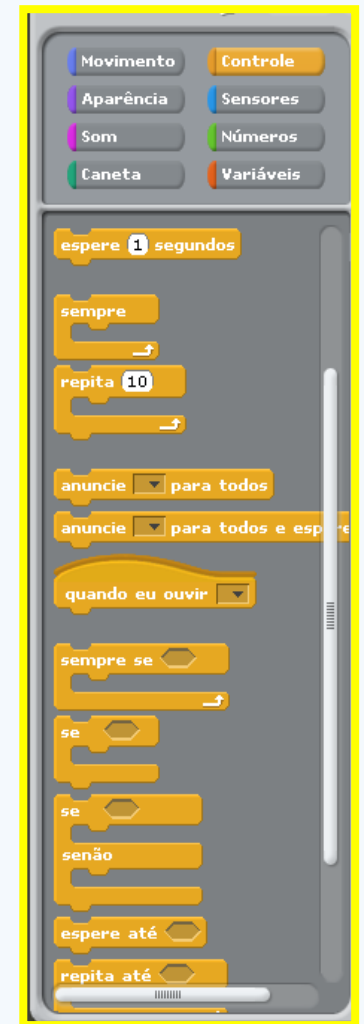 Movimento Controle
Aparência Sensores
Som Números
Caneta Variáveis
espere 1 segundos
sempre
repita 10
anuncie para todos
anuncie para todos e espere
quando eu ouvir
sempre se
se
se
senão
espere até
repita até